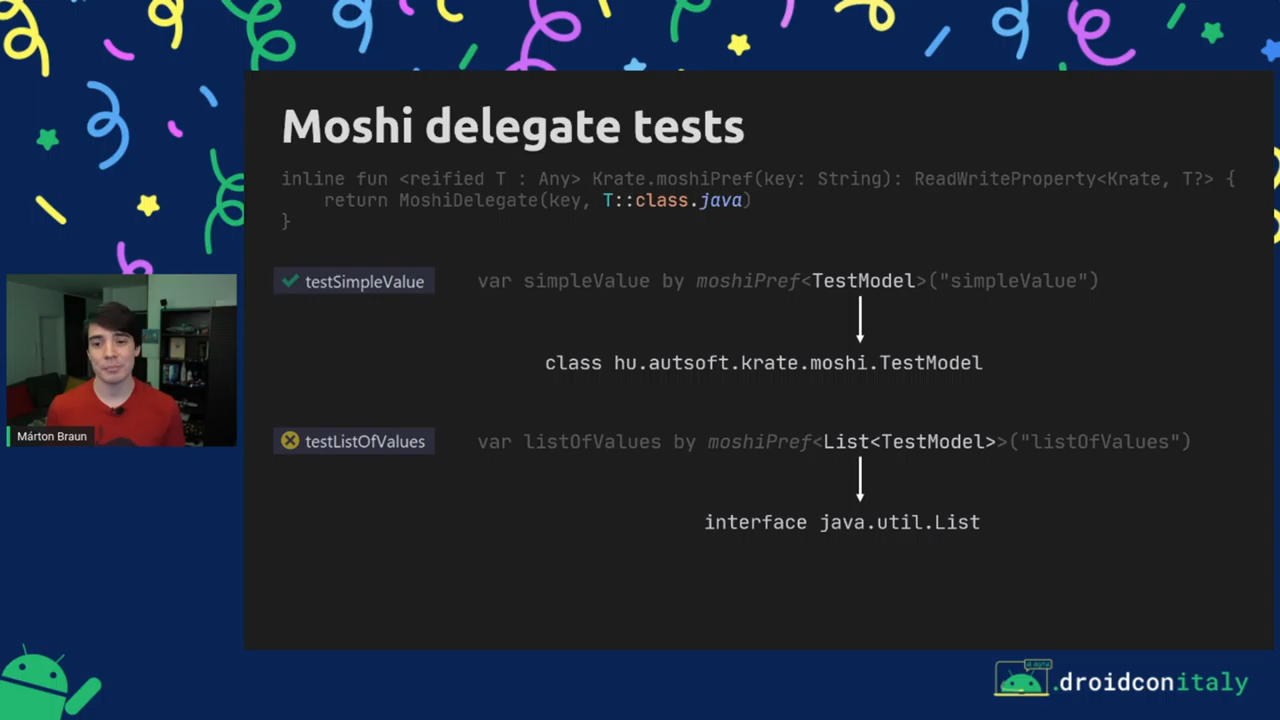 Moshi delegate tests
inline fun <reified T : Any> Krate.moshiPref(key: String): ReadWriteProperty<Krate, T?> {
return MoshiDelegate(key, T::class.java)
}
testSimpleValue
var simpleValue by moshiPref<TestModel>("simpleValue")
class hu.autsoft.krate.moshi.TestModel
Márton Braun
testListOfValues
var listOfValues by moshiPref<List<TestModel>>("listOfValues")
interface java.util.List
.droidconitaly